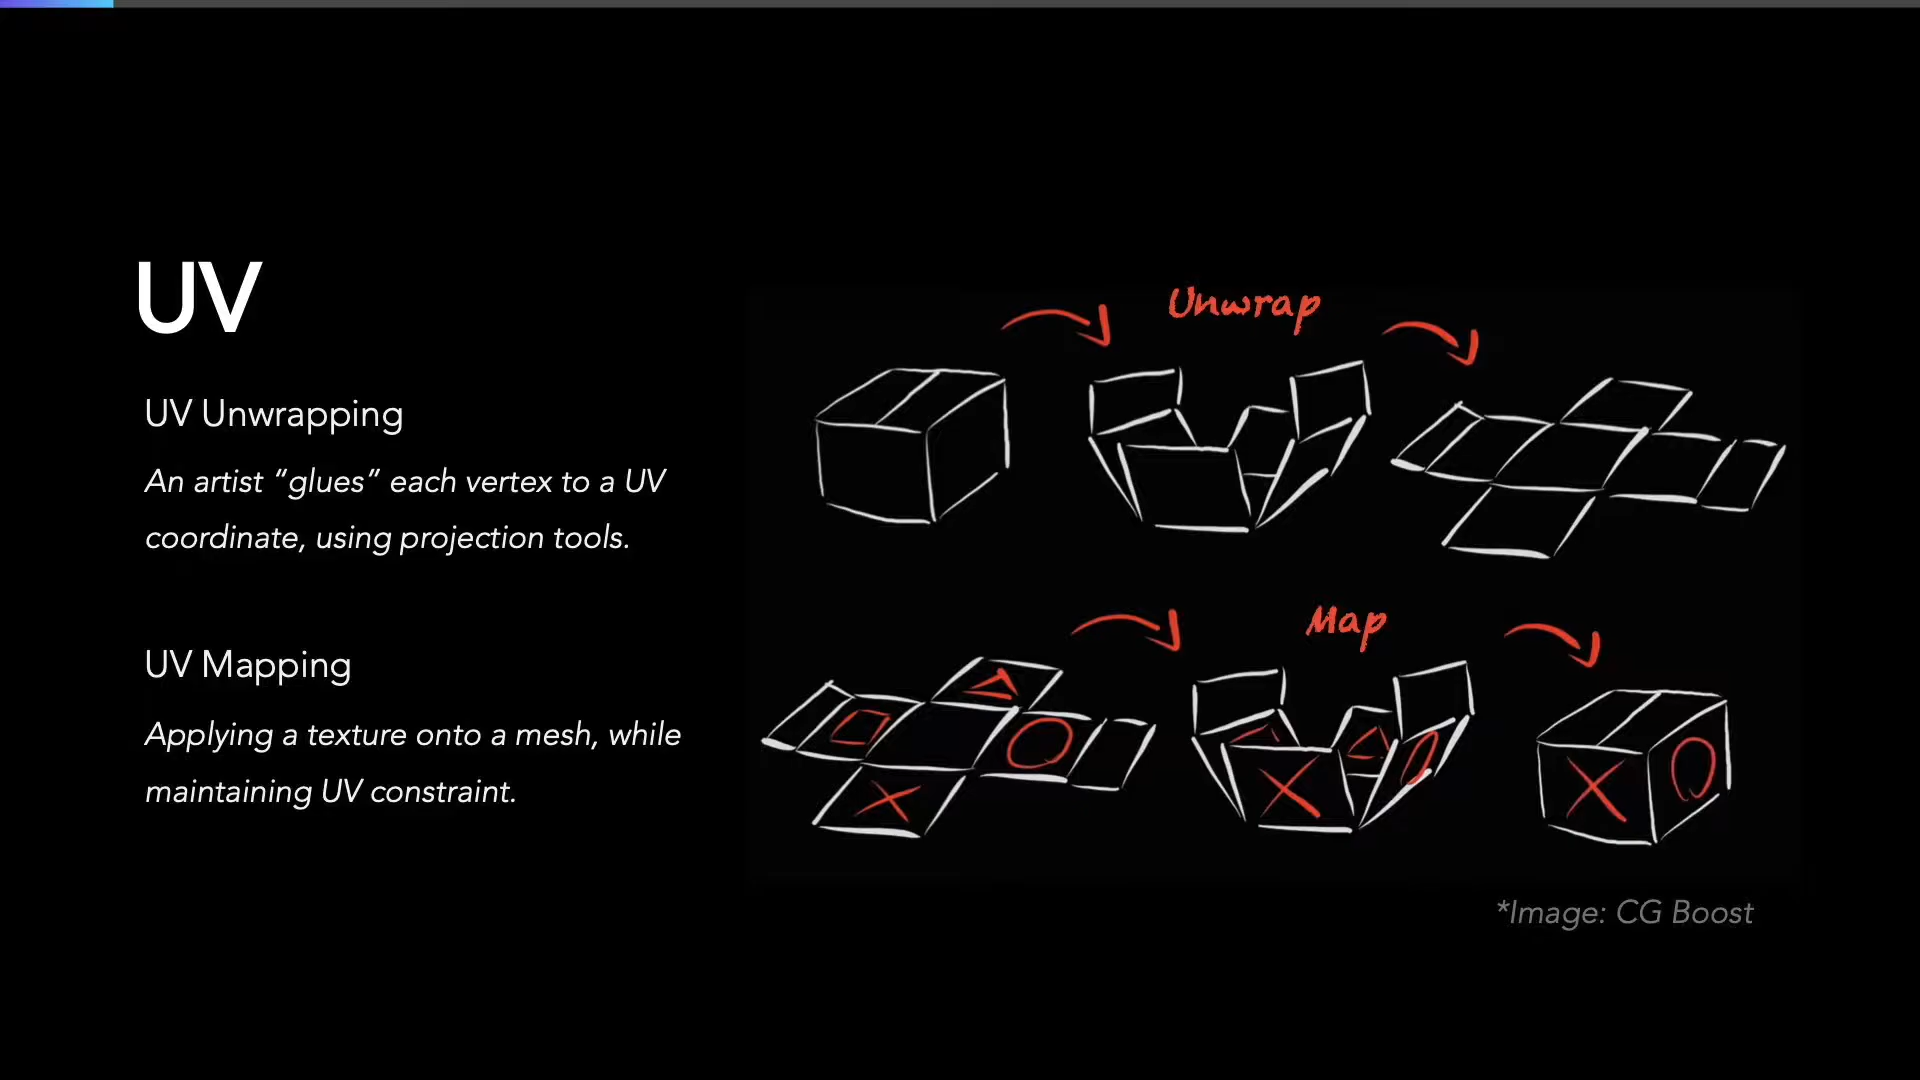 UV
UV Unwrapping
An artist “glues” each vertex to a UV
coordinate, using projection tools.
UV Mapping
Applying a texture onto a mesh, while
maintaining UV constraint.
Unwrap
Map
*Image: CG Boost